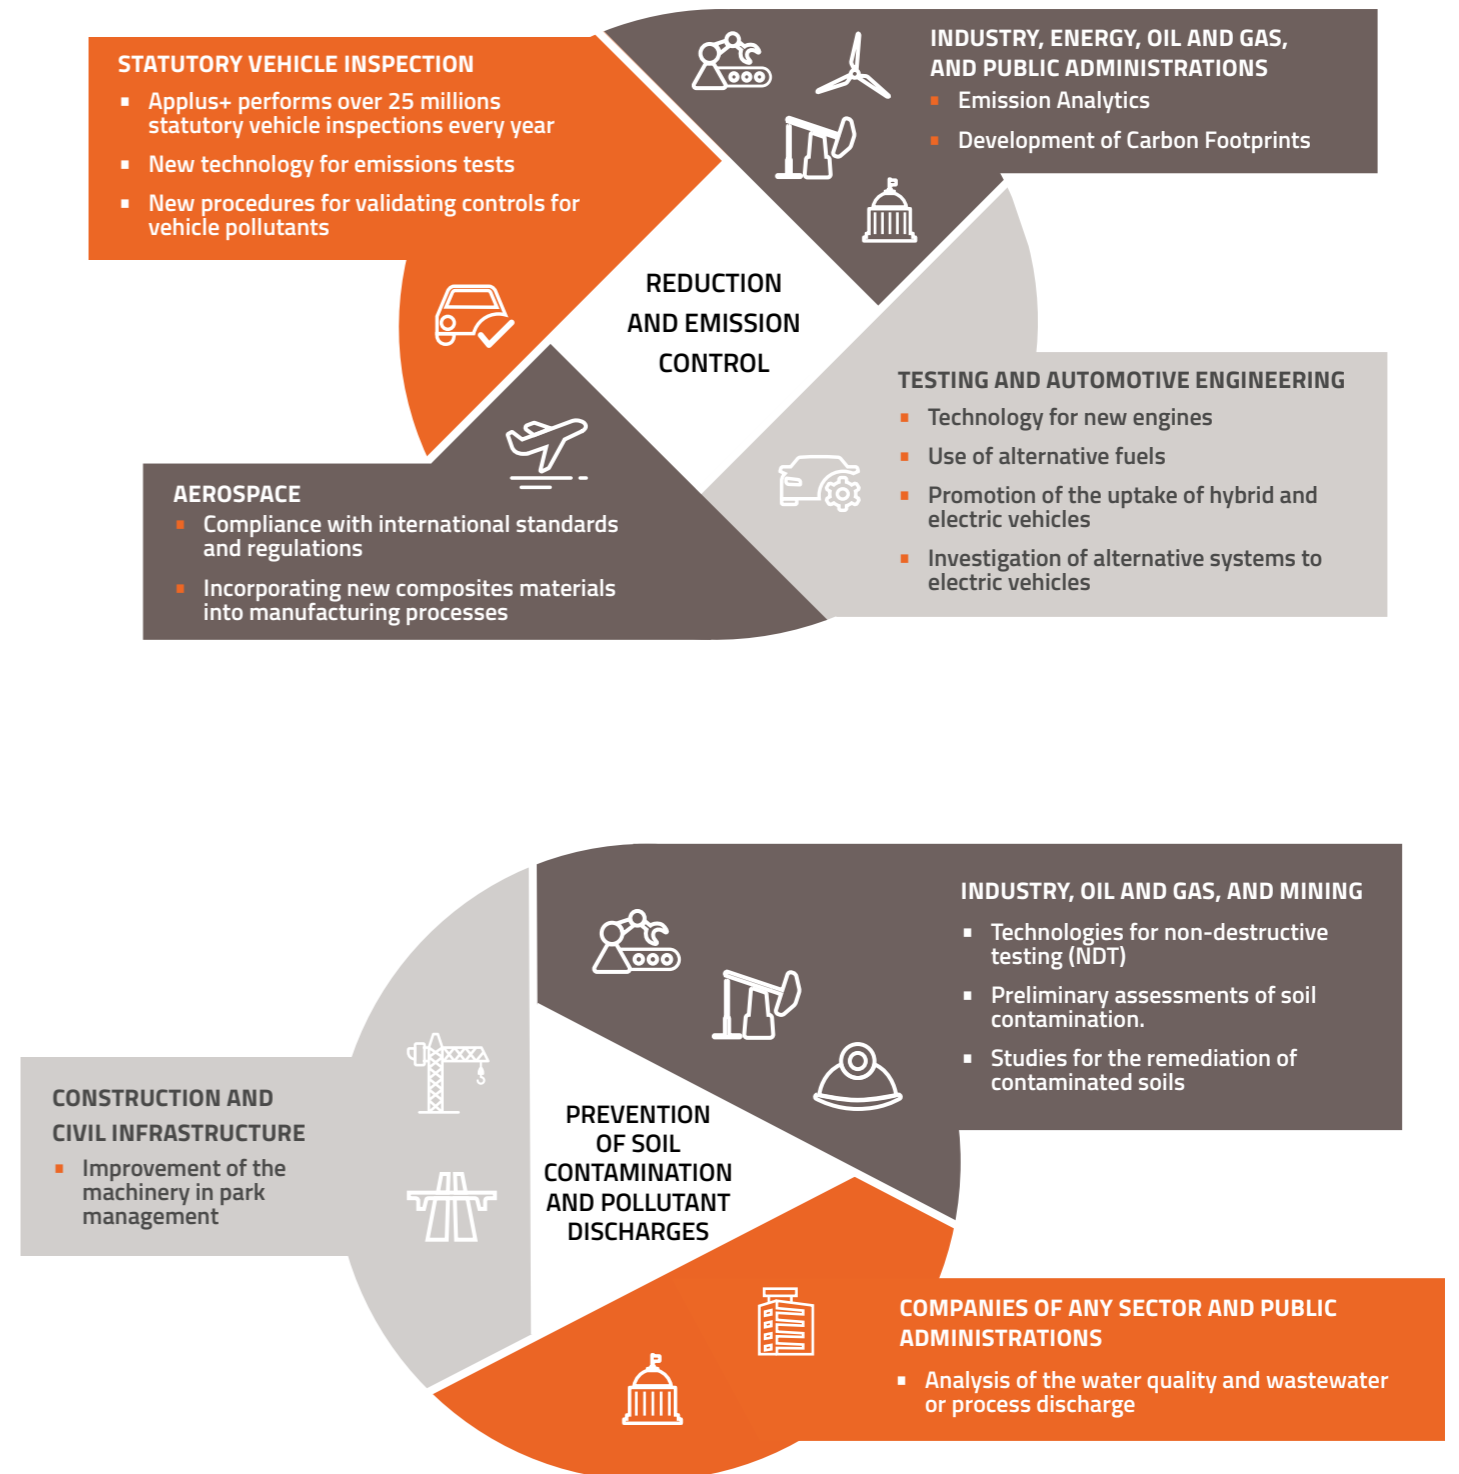 STATUTORY VEHICLE INSPECTION
▪ Applus+ performs over 25 millions
statutory vehicle inspections every year
▪ New technology for emissions tests
▪ New procedures for validating controls for
vehicle pollutants
INDUSTRY, ENERGY, OIL AND GAS,
AND PUBLIC ADMINISTRATIONS
▪ Emission Analytics
▪ Development of Carbon Footprints
REDUCTION
AND EMISSION
CONTROL
TESTING AND AUTOMOTIVE ENGINEERING
▪ Technology for new engines
▪ Use of alternative fuels
▪ Promotion of the uptake of hybrid and
electric vehicles
▪ Investigation of alternative systems to
electric vehicles
AEROSPACE
▪ Compliance with international standards
and regulations
▪ Incorporating new composites materials
into manufacturing processes
INDUSTRY, OIL AND GAS, AND MINING
▪ Technologies for non-destructive
testing (NDT)
▪ Preliminary assessments of soil
contamination.
▪ Studies for the remediation of
contaminated soils
CONSTRUCTION AND
CIVIL INFRASTRUCTURE
▪ Improvement of the
machinery in park
management
PREVENTION
OF SOIL
CONTAMINATION
AND POLLUTANT
DISCHARGES
COMPANIES OF ANY SECTOR AND PUBLIC
ADMINISTRATIONS
▪ Analysis of the water quality and wastewater
or process discharge